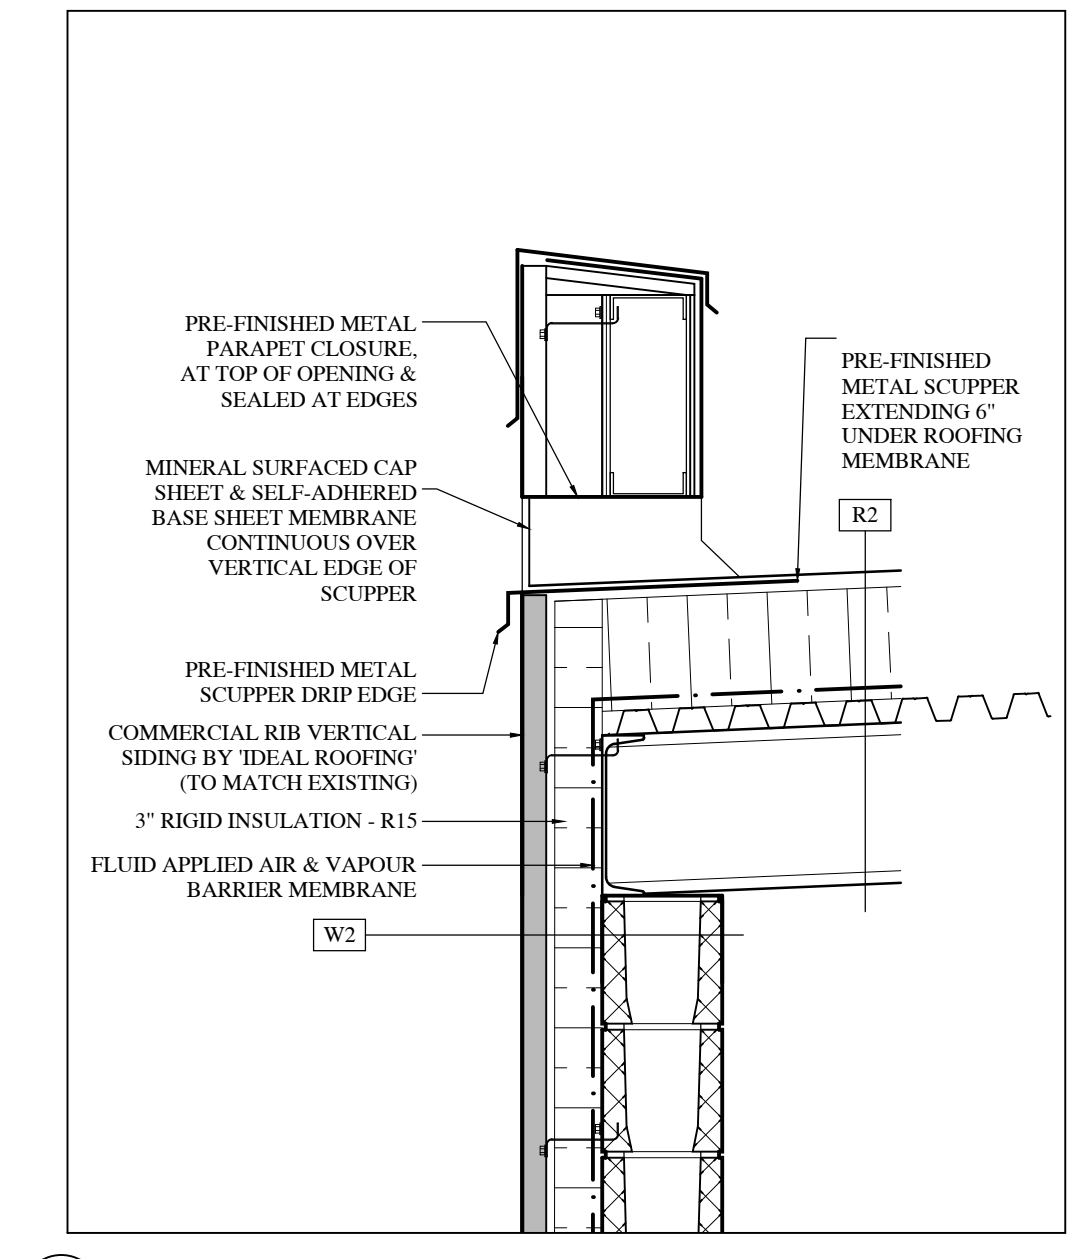 PRE-FINISHED METAL
PARAPET CLOSURE,
AT TOP OF OPENING &
SEALED AT EDGES
PRE-FINISHED
METAL SCUPPER
EXTENDING 6"
UNDER ROOFING
MEMBRANE
MINERAL SURFACED CAP
SHEET & SELF-ADHERED
BASE SHEET MEMBRANE
CONTINUOUS OVER
VERTICAL EDGE OF
SCUPPER
R2
PRE-FINISHED METAL
SCUPPER DRIP EDGE
COMMERCIAL RIB VERTICAL
SIDING BY 'IDEAL ROOFING'
(TO MATCH EXISTING)
3" RIGID INSULATION - R15
FLUID APPLIED AIR & VAPOUR
BARRIER MEMBRANE
W2